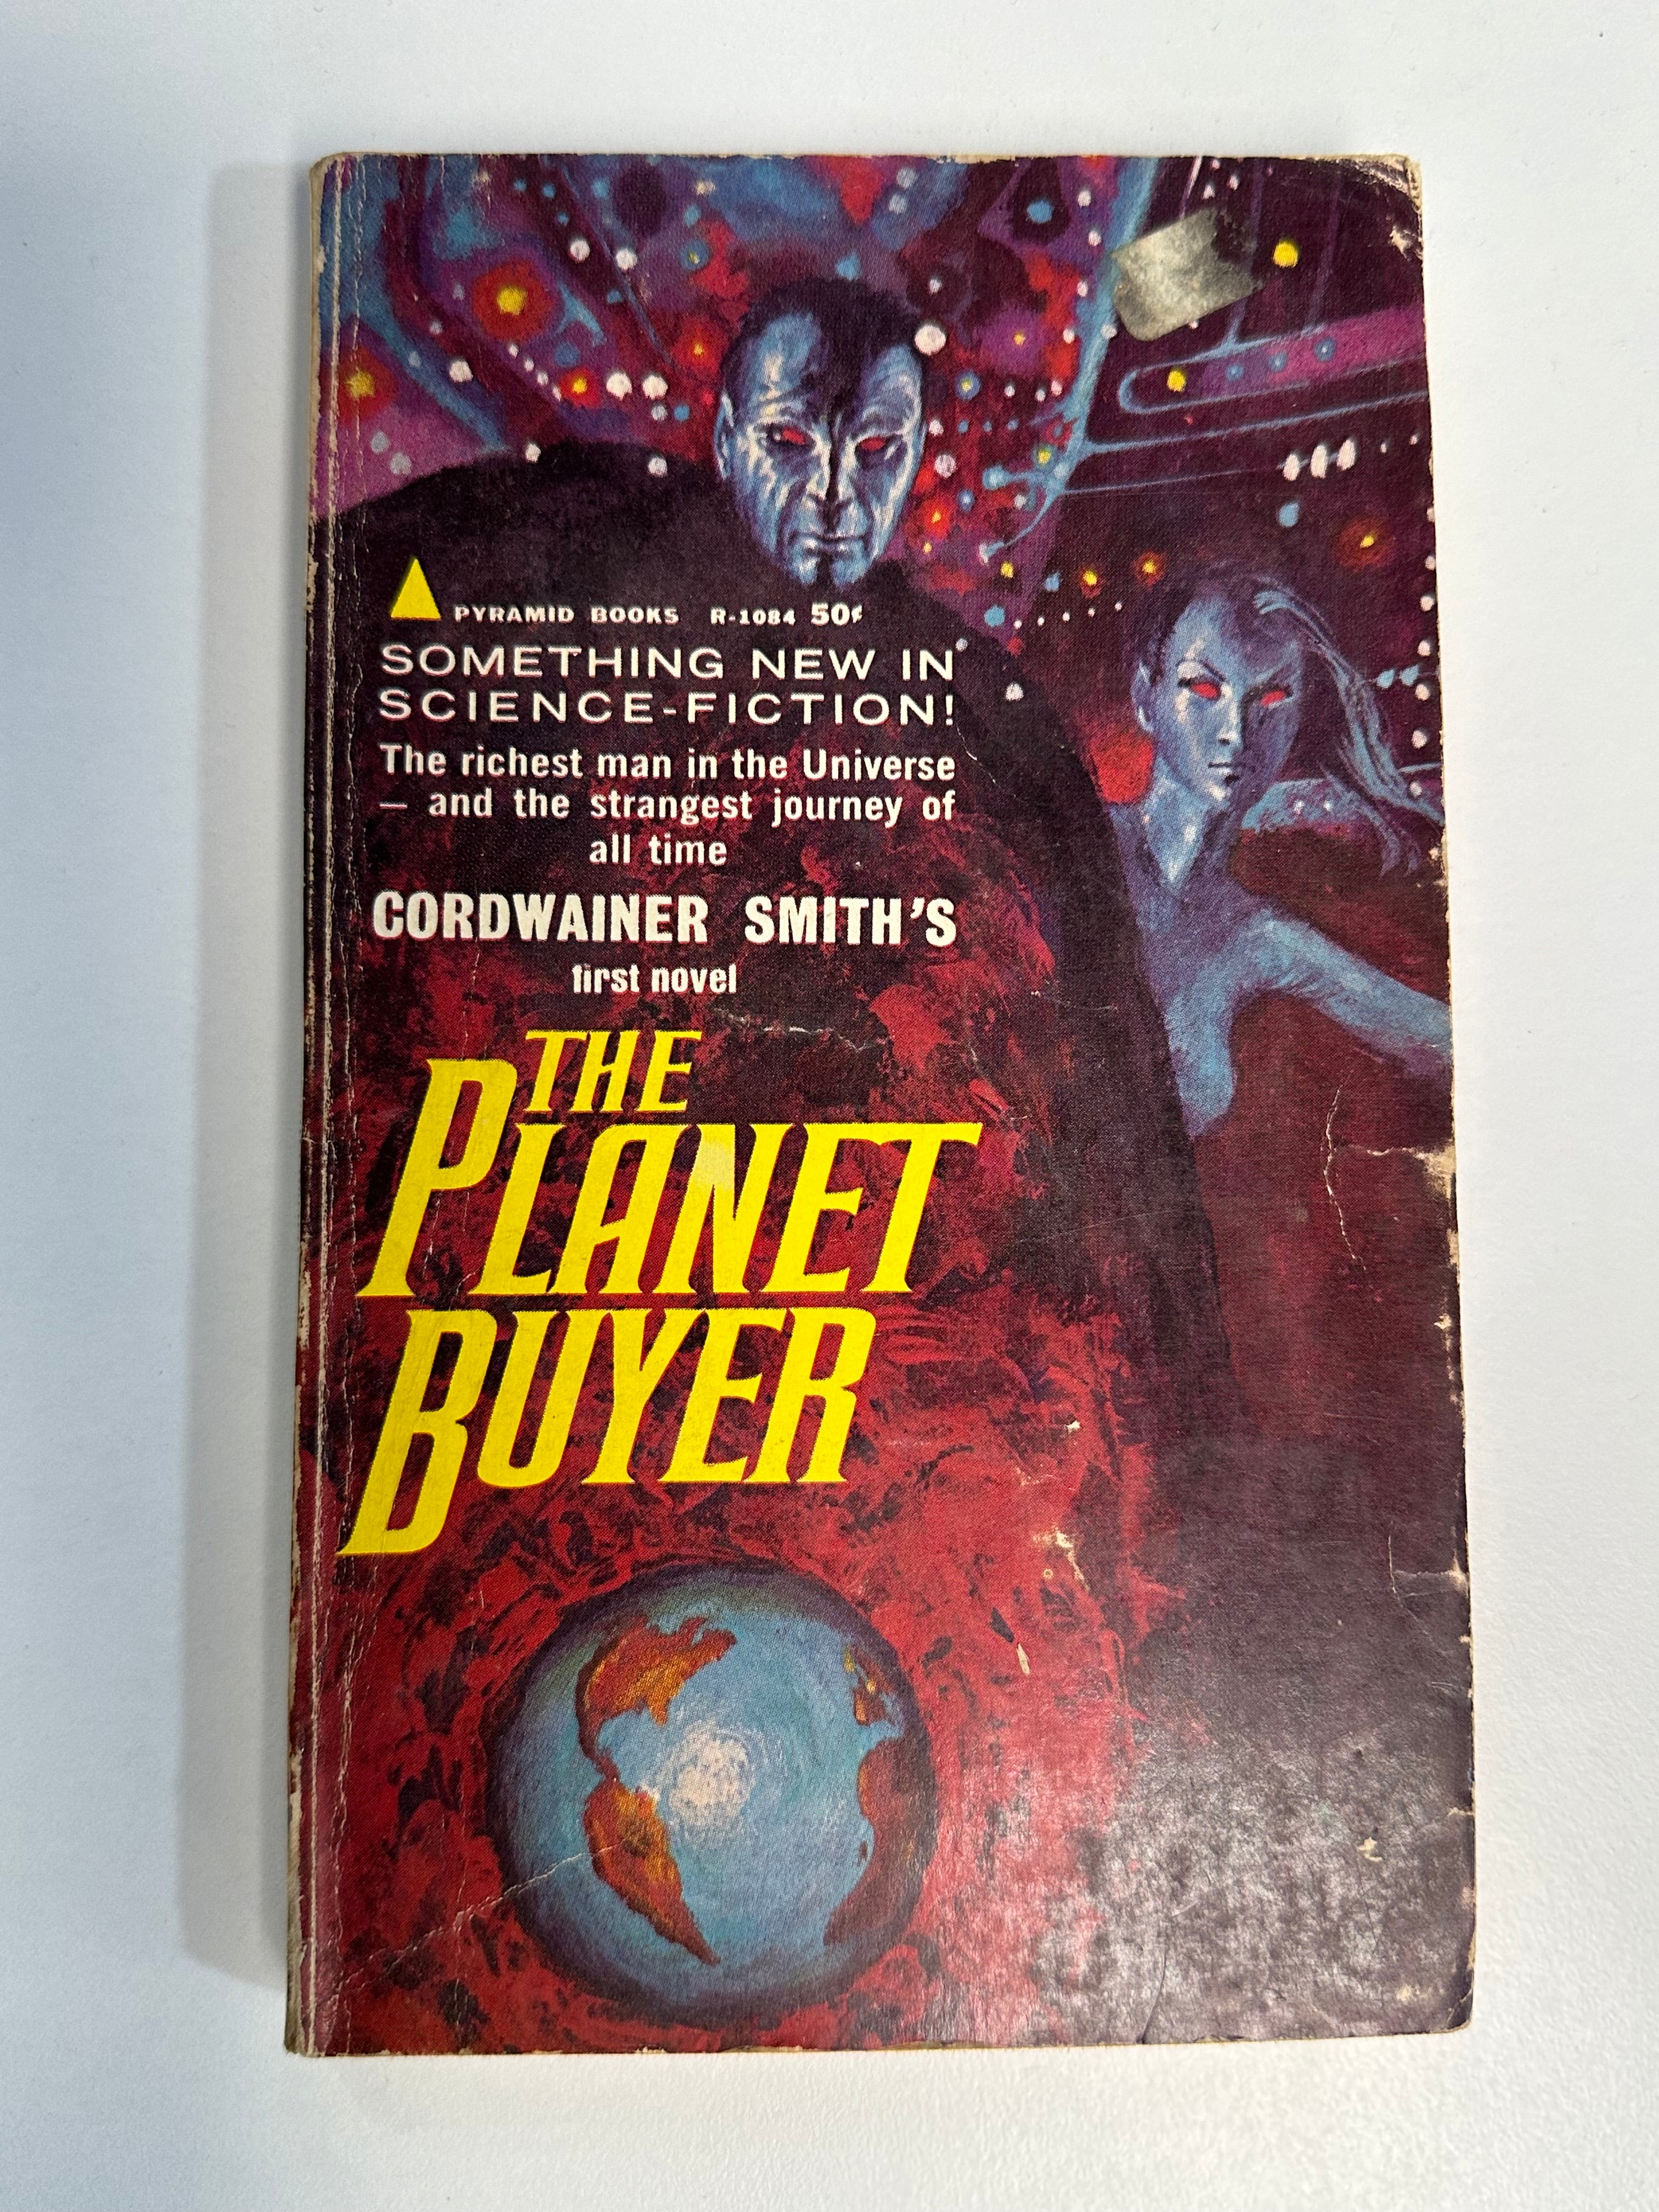 PYRAMID BOOKS R-1084 50¢
SOMETHING NEW IN
SCIENCE-FICTION!
The richest man in the Universe
— and the strangest journey of
all time
CORDWAINER SMITH'S
first novel
THE
PLANET
BUYER